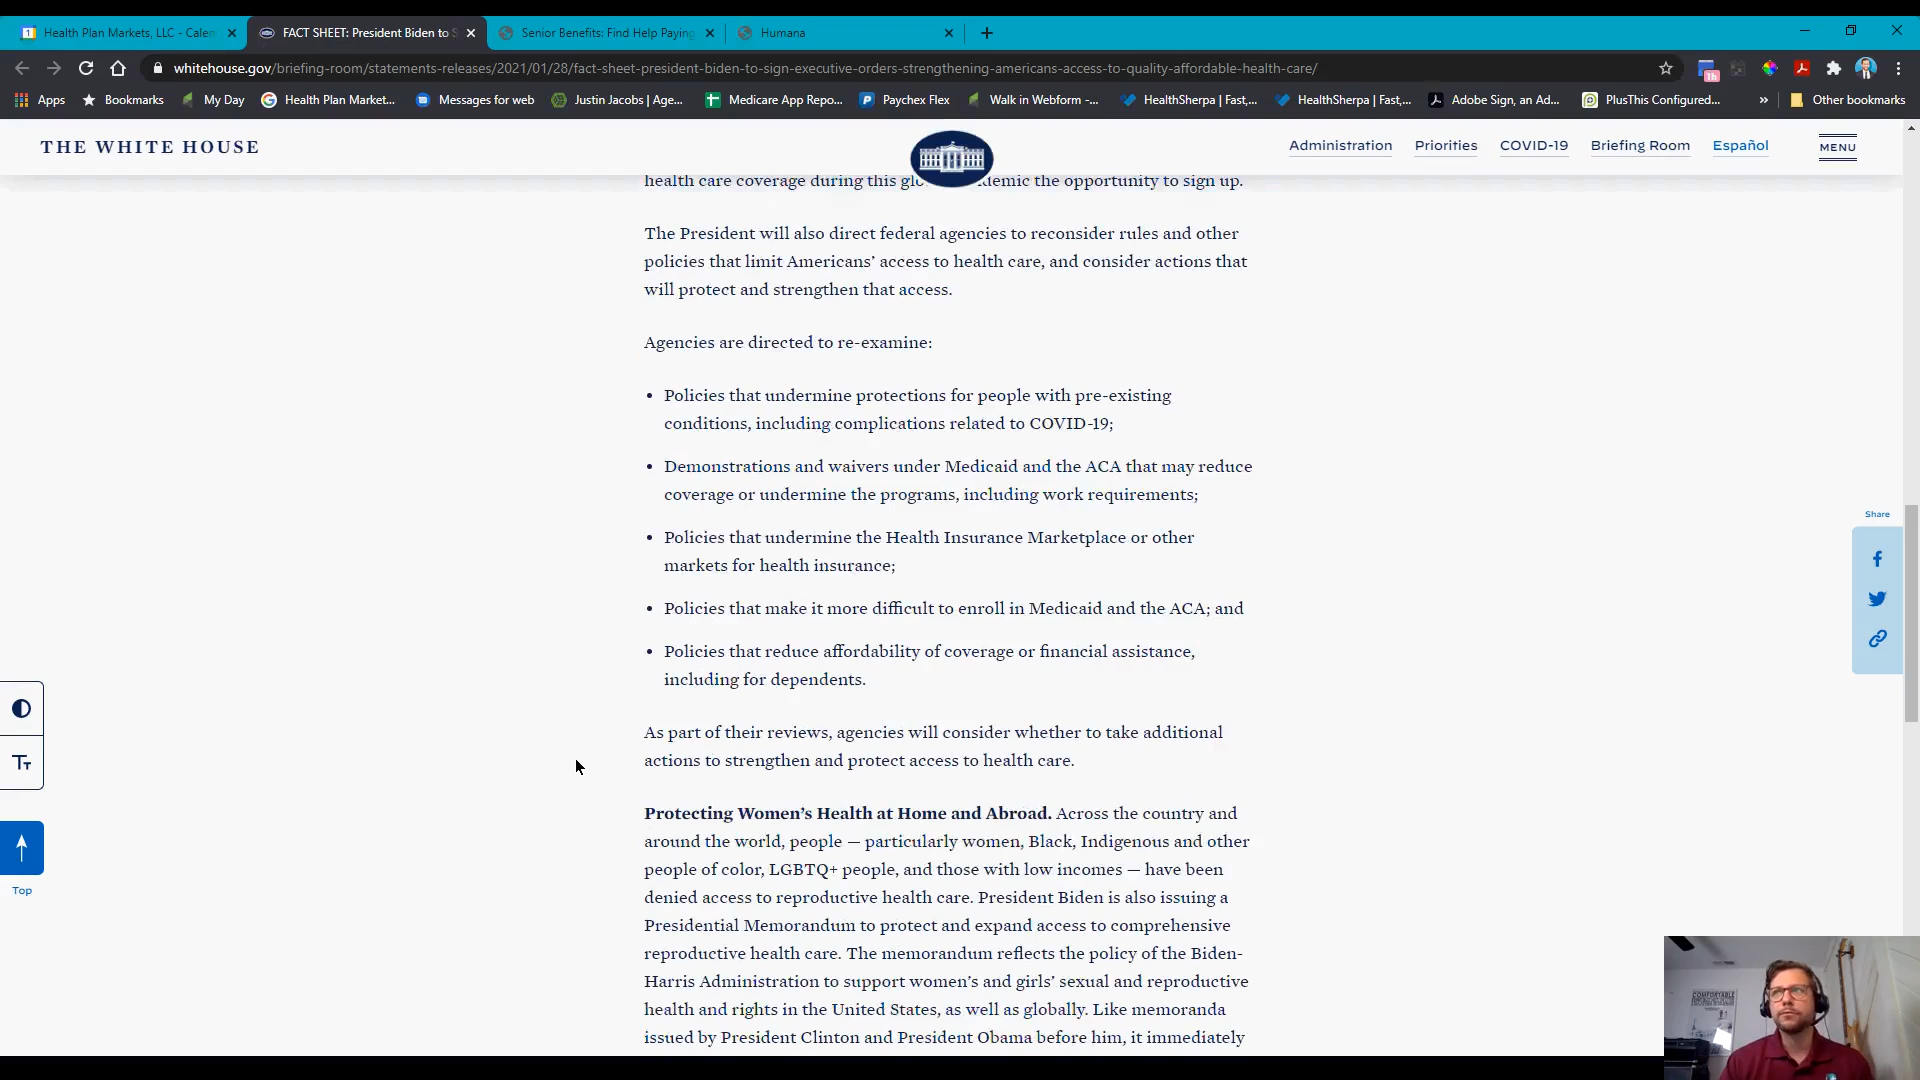 Health Plan Markets, LLC - Calen
FACT SHEET: President Biden to S
Senior Benefits: Find Help Paying
Humana
whitehouse.gov/briefing-room/statements-releases/2021/01/28/fact-sheet-president-biden-to-sign-executive-orders-strengthening-americans-access-to-quality-affordable-health-care/
1h
Apps
Bookmarks
My Day
Health Plan Market...
Messages for web
Justin Jacobs | Age...
Medicare App Repo...
Paychex Flex
Walk in Webform -...
HealthSherpa | Fast,...
HealthSherpa | Fast,...
Adobe Sign, an Ad...
PlusThis Configured...
»
Other bookmarks
THE WHITE HOUSE
Administration
Priorities
COVID-19
Briefing Room
Español
MENU
health care coverage during this glo demic the opportunity to sign up.
The President will also direct federal agencies to reconsider rules and other
policies that limit Americans’ access to health care, and consider actions that
will protect and strengthen that access.
Agencies are directed to re-examine:
• Policies that undermine protections for people with pre-existing
conditions, including complications related to COVID-19;
• Demonstrations and waivers under Medicaid and the ACA that may reduce
coverage or undermine the programs, including work requirements;
• Policies that undermine the Health Insurance Marketplace or other
markets for health insurance;
• Policies that make it more difficult to enroll in Medicaid and the ACA; and
• Policies that reduce affordability of coverage or financial assistance,
including for dependents.
As part of their reviews, agencies will consider whether to take additional
actions to strengthen and protect access to health care.
Protecting Women’s Health at Home and Abroad. Across the country and
around the world, people — particularly women, Black, Indigenous and other
people of color, LGBTQ+ people, and those with low incomes — have been
denied access to reproductive health care. President Biden is also issuing a
Presidential Memorandum to protect and expand access to comprehensive
reproductive health care. The memorandum reflects the policy of the Biden-
Harris Administration to support women’s and girls’ sexual and reproductive
health and rights in the United States, as well as globally. Like memoranda
issued by President Clinton and President Obama before him, it immediately
Share
Tt
Top
COMFORTABLE